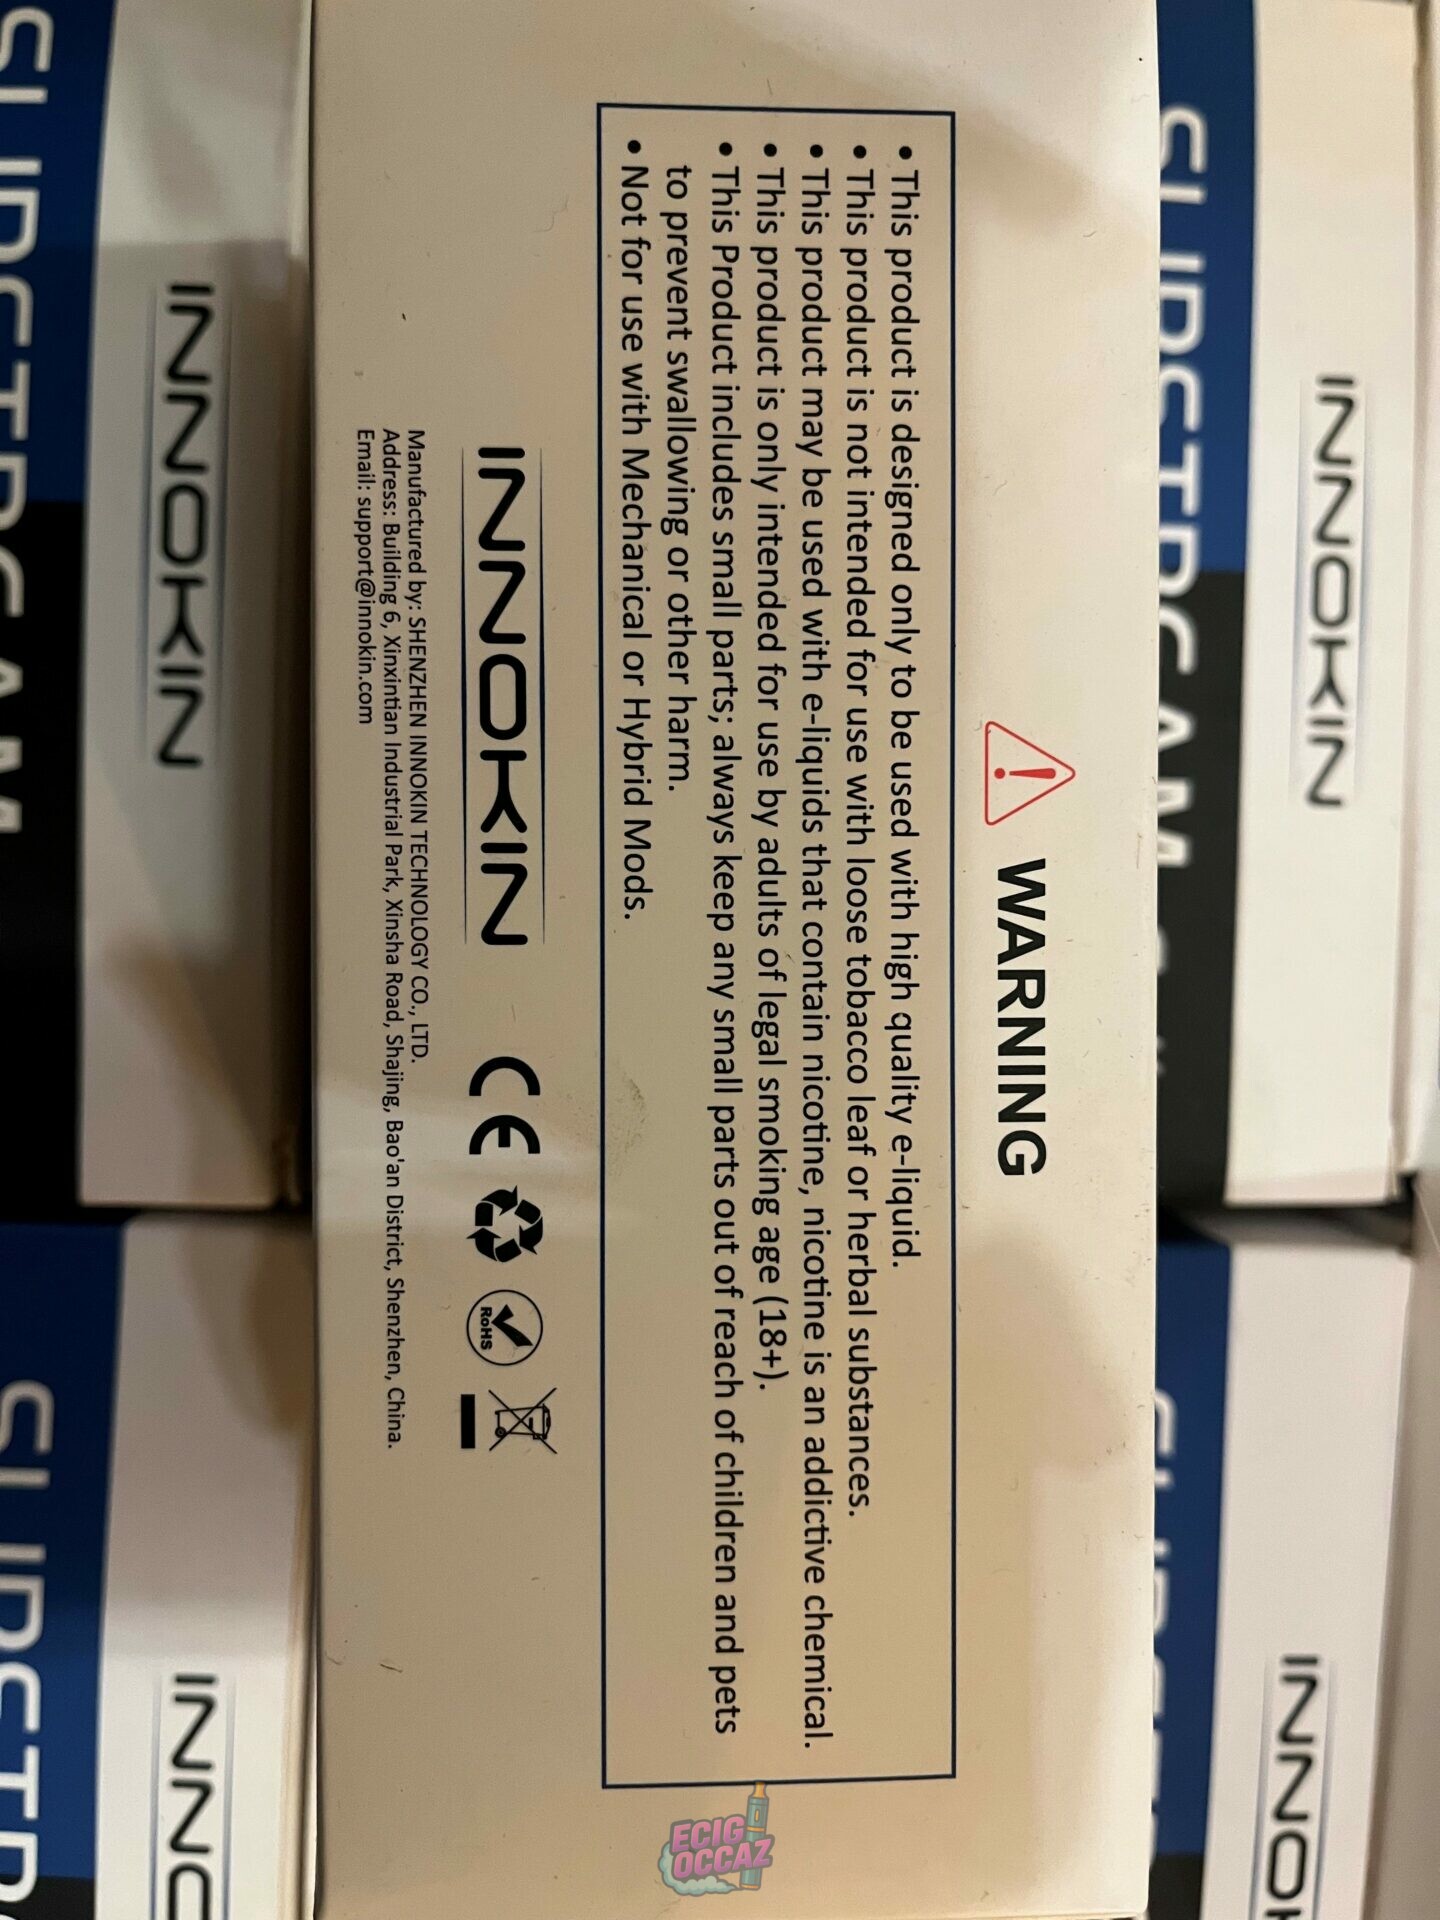 WARNING
• This product is designed only to be used with high quality e-liquid.
• This product is not intended for use with loose tobacco leaf or herbal substances.
• This product may be used with e-liquids that contain nicotine, nicotine is an addictive chemical.
• This product is only intended for use by adults of legal smoking age (18+).
• This Product includes small parts; always keep any small parts out of reach of children and pets
to prevent swallowing or other harm.
• Not for use with Mechanical or Hybrid Mods.
INNOKIN
CE
RoHS
Manufactured by: SHENZHEN INNOKIN TECHNOLOGY CO., LTD.
Address: Building 6, Xinxintian Industrial Park, Xinsha Road, Shajing, Bao'an District, Shenzhen, China.
Email: support@innokin.com
INNOKIN
INNOKIN
ECIG
OCCAZ